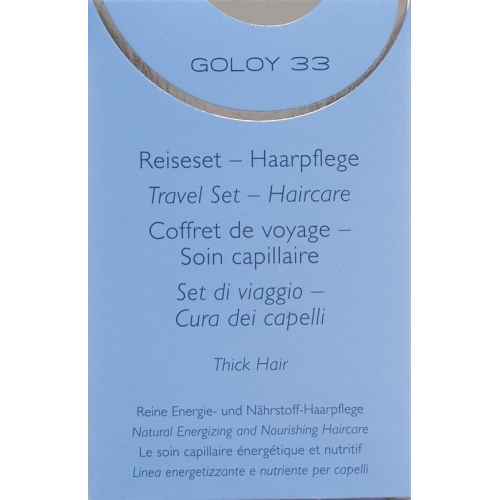 GOLOY 33
Reiseset – Haarpflege
Travel Set – Haircare
Coffret de voyage –
Soin capillaire
Set di viaggio –
Cura dei capelli
Thick Hair
Reine Energie- und Nährstoff-Haarpflege
Natural Energizing and Nourishing Haircare
Le soin capillaire énergétique et nutritif
Linea energetizzante e nutriente per capelli